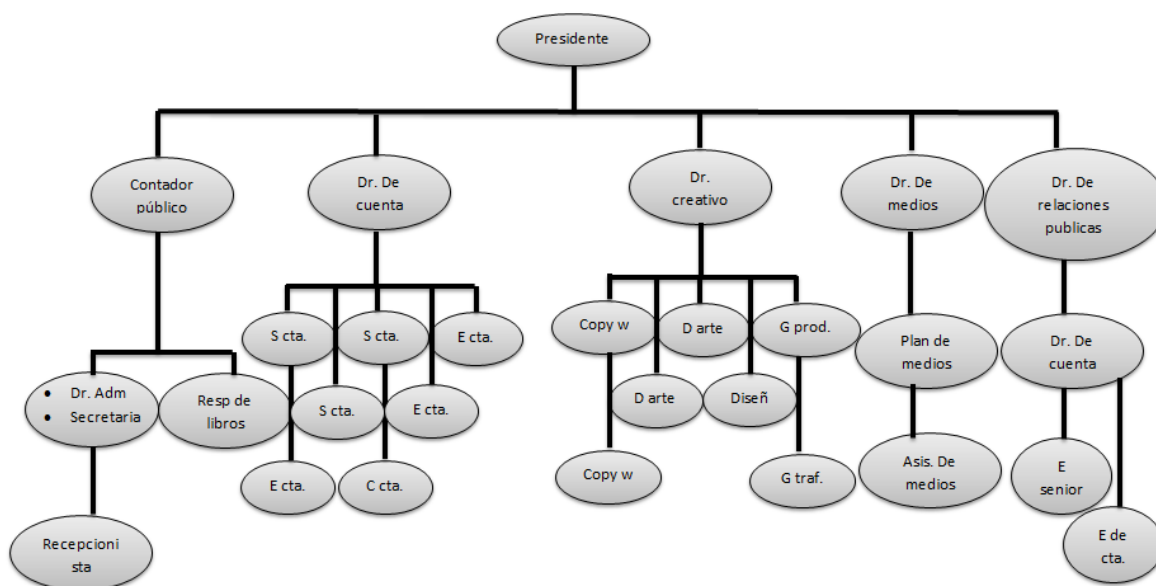 Presidente
Contador
público
Dr. De
cuenta
Dr.
creativo
Dr. De
medios
Dr. De
relaciones
publicas
S cta.
S cta.
E cta.
Copy w
D arte
G prod.
Plan de
medios
Dr. De
cuenta
• Dr. Adm
• Secretaria
Resp de
libros
S cta.
E cta.
D arte
Diseñ
E cta.
C cta.
Copy w
G traf.
Asis. De
medios
E
senior
Recepcioni
sta
E de
cta.